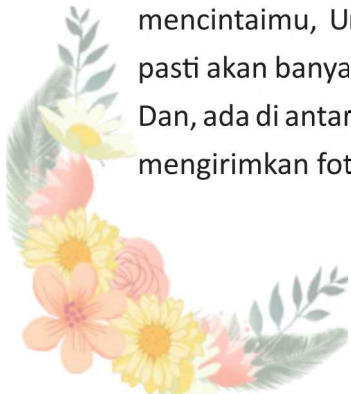 mencintaimu,
pasti akan
Dan, ada di
mengirimkan